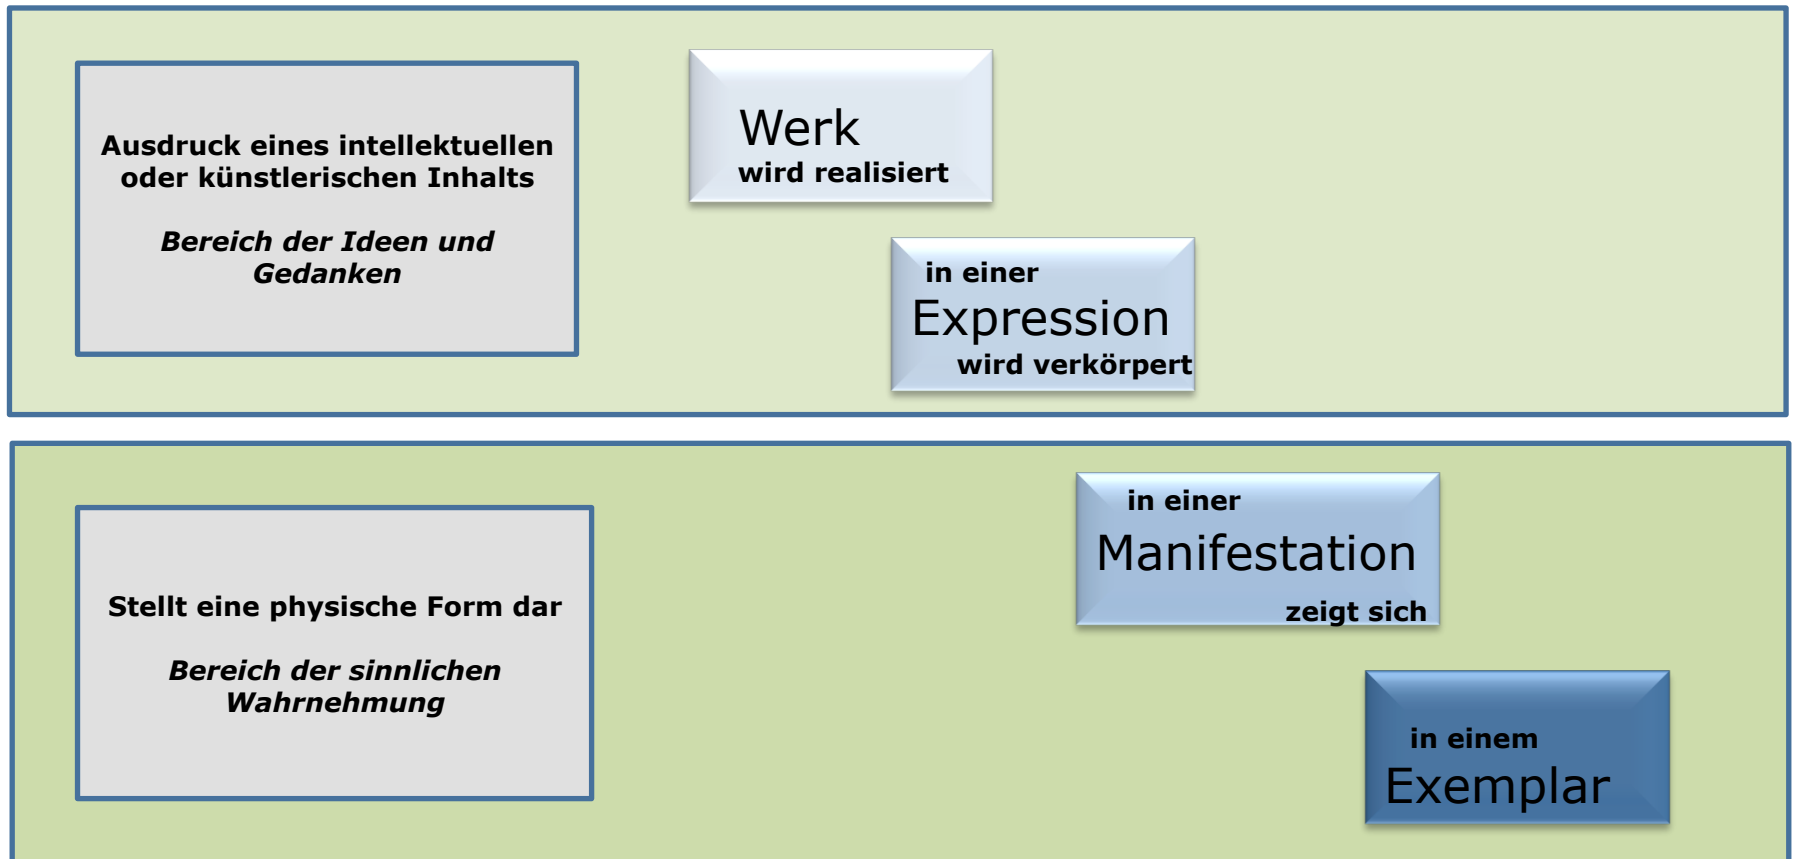 Ausdruck eines intellektuellen
oder künstlerischen Inhalts
Bereich der Ideen und
Gedanken
Werk
wird realisiert
in einer
Expression
wird verkörpert
Stellt eine physische Form dar
Bereich der sinnlichen
Wahrnehmung
in einer
Manifestation
zeigt sich
in einem
Exemplar